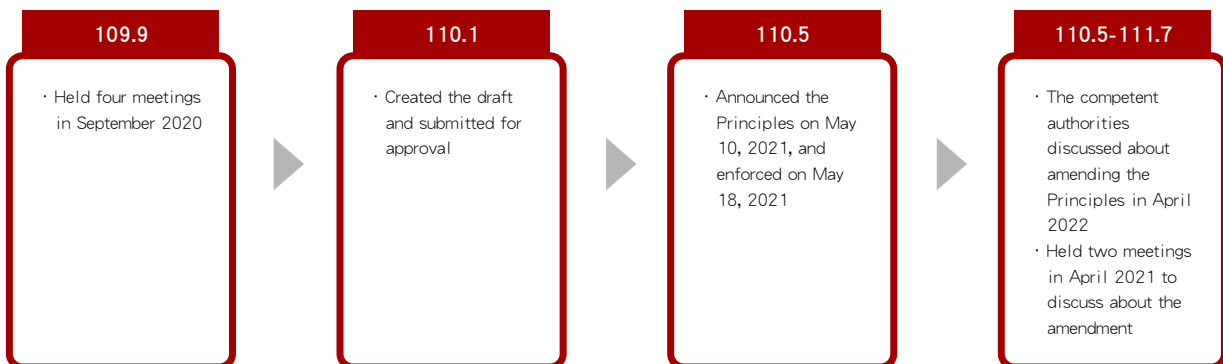 109.9
· Held four meetings
in September 2020
110.1
· Created the draft
and submitted for
approval
110.5
· Announced the
Principles on May
10, 2021, and
enforced on May
18, 2021
110.5-111.7
· The competent
authorities
discussed about
amending the
Principles in April
2022
· Held two meetings
in April 2021 to
discuss about the
amendment